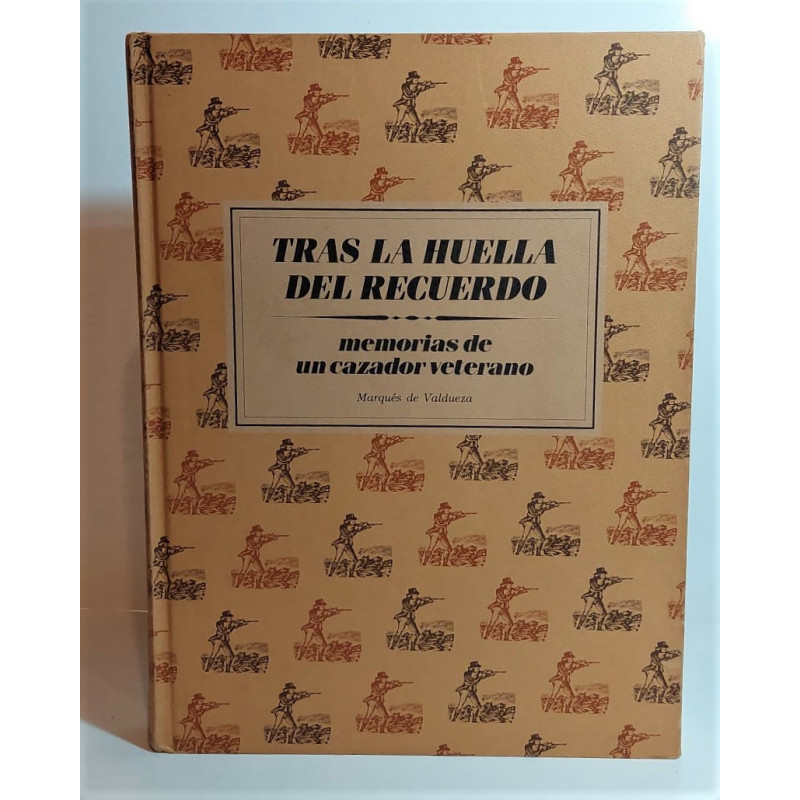 TRAS LA HUELLA
DEL RECUERDO
memorias de
un cazador veterano
Marqués de Valdueza